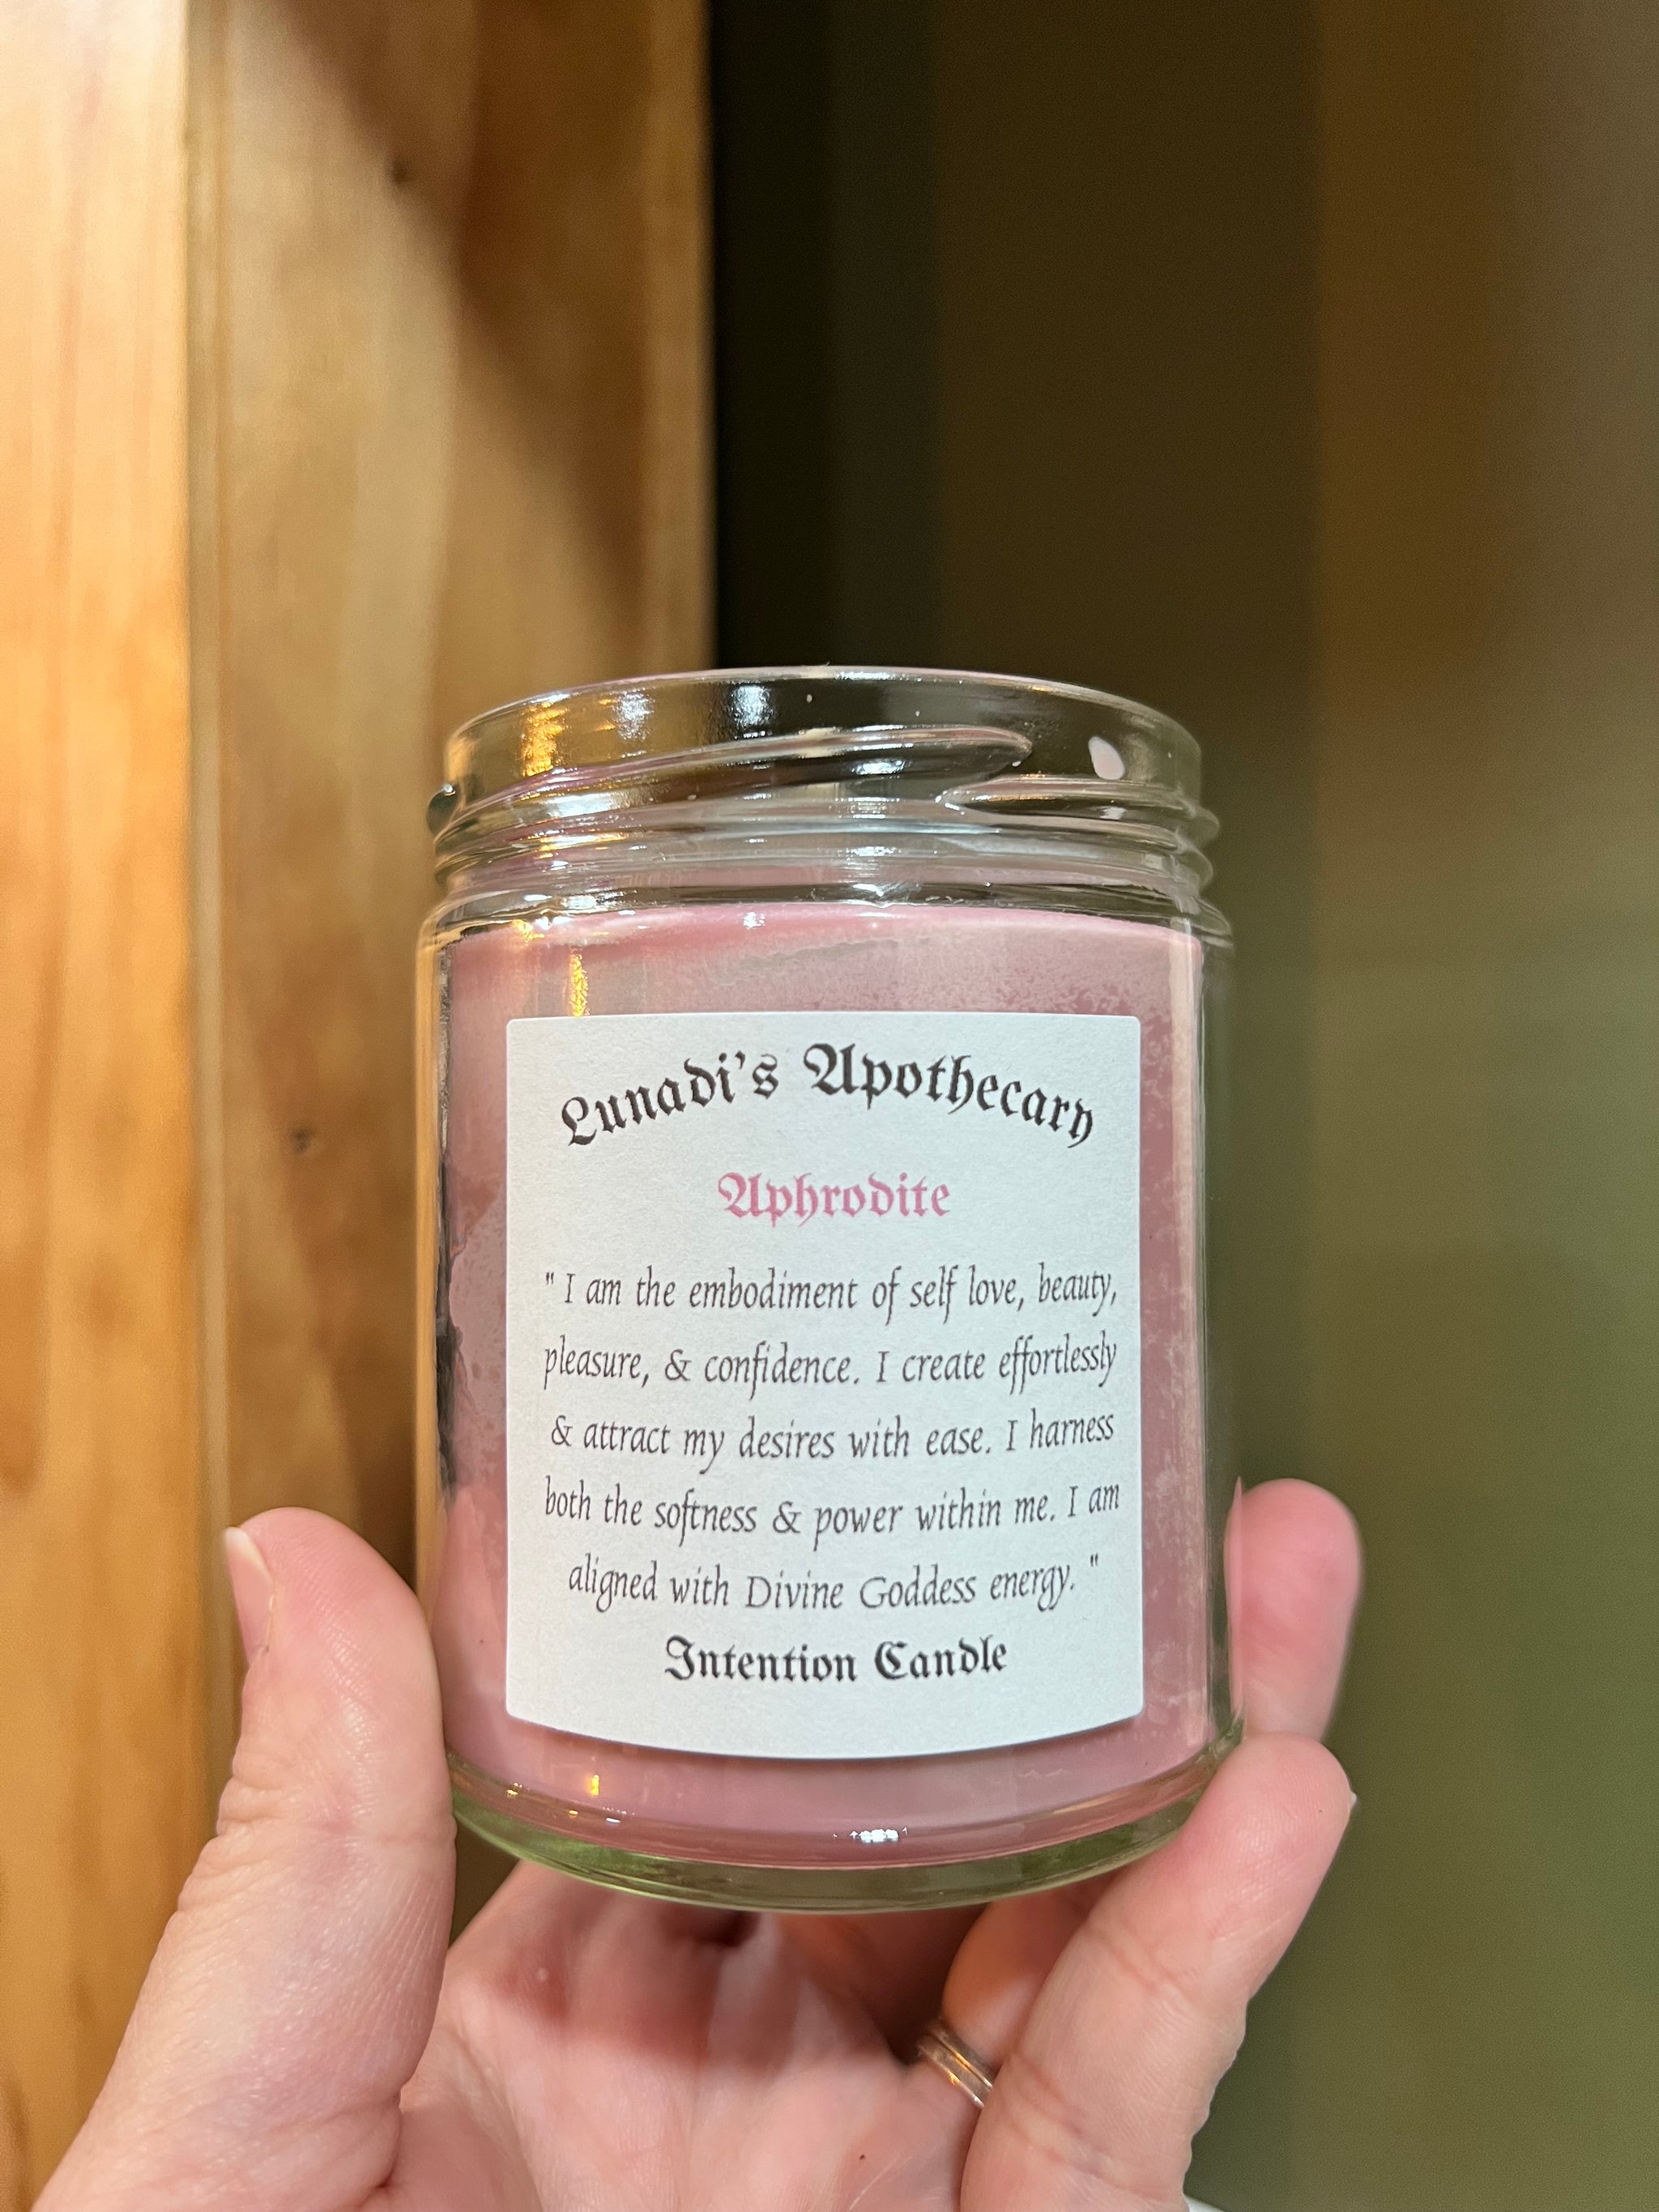 Lunadi's Apothecary
Aphrodite
" I am the embodiment of self love, beauty,
pleasure, & confidence. I create effortlessly
& attract my desires with ease. I harness
both the softness & power within me. I am
aligned with Divine Goddess energy. "
Intention Candle